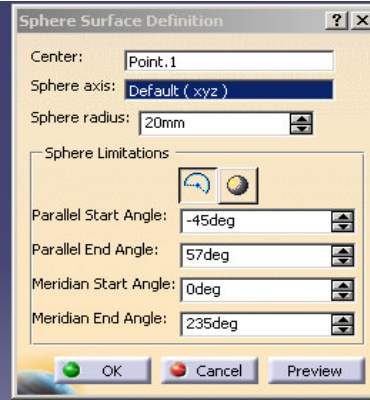 Sphere Surface Definition
Center: Point.1
Sphere axis: Default ( xyz )
Sphere radius: 20mm
Sphere Limitations
Parallel Start Angle: -45deg
Parallel End Angle: 57deg
Meridian Start Angle: 0deg
Meridian End Angle: 235deg
OK Cancel Preview